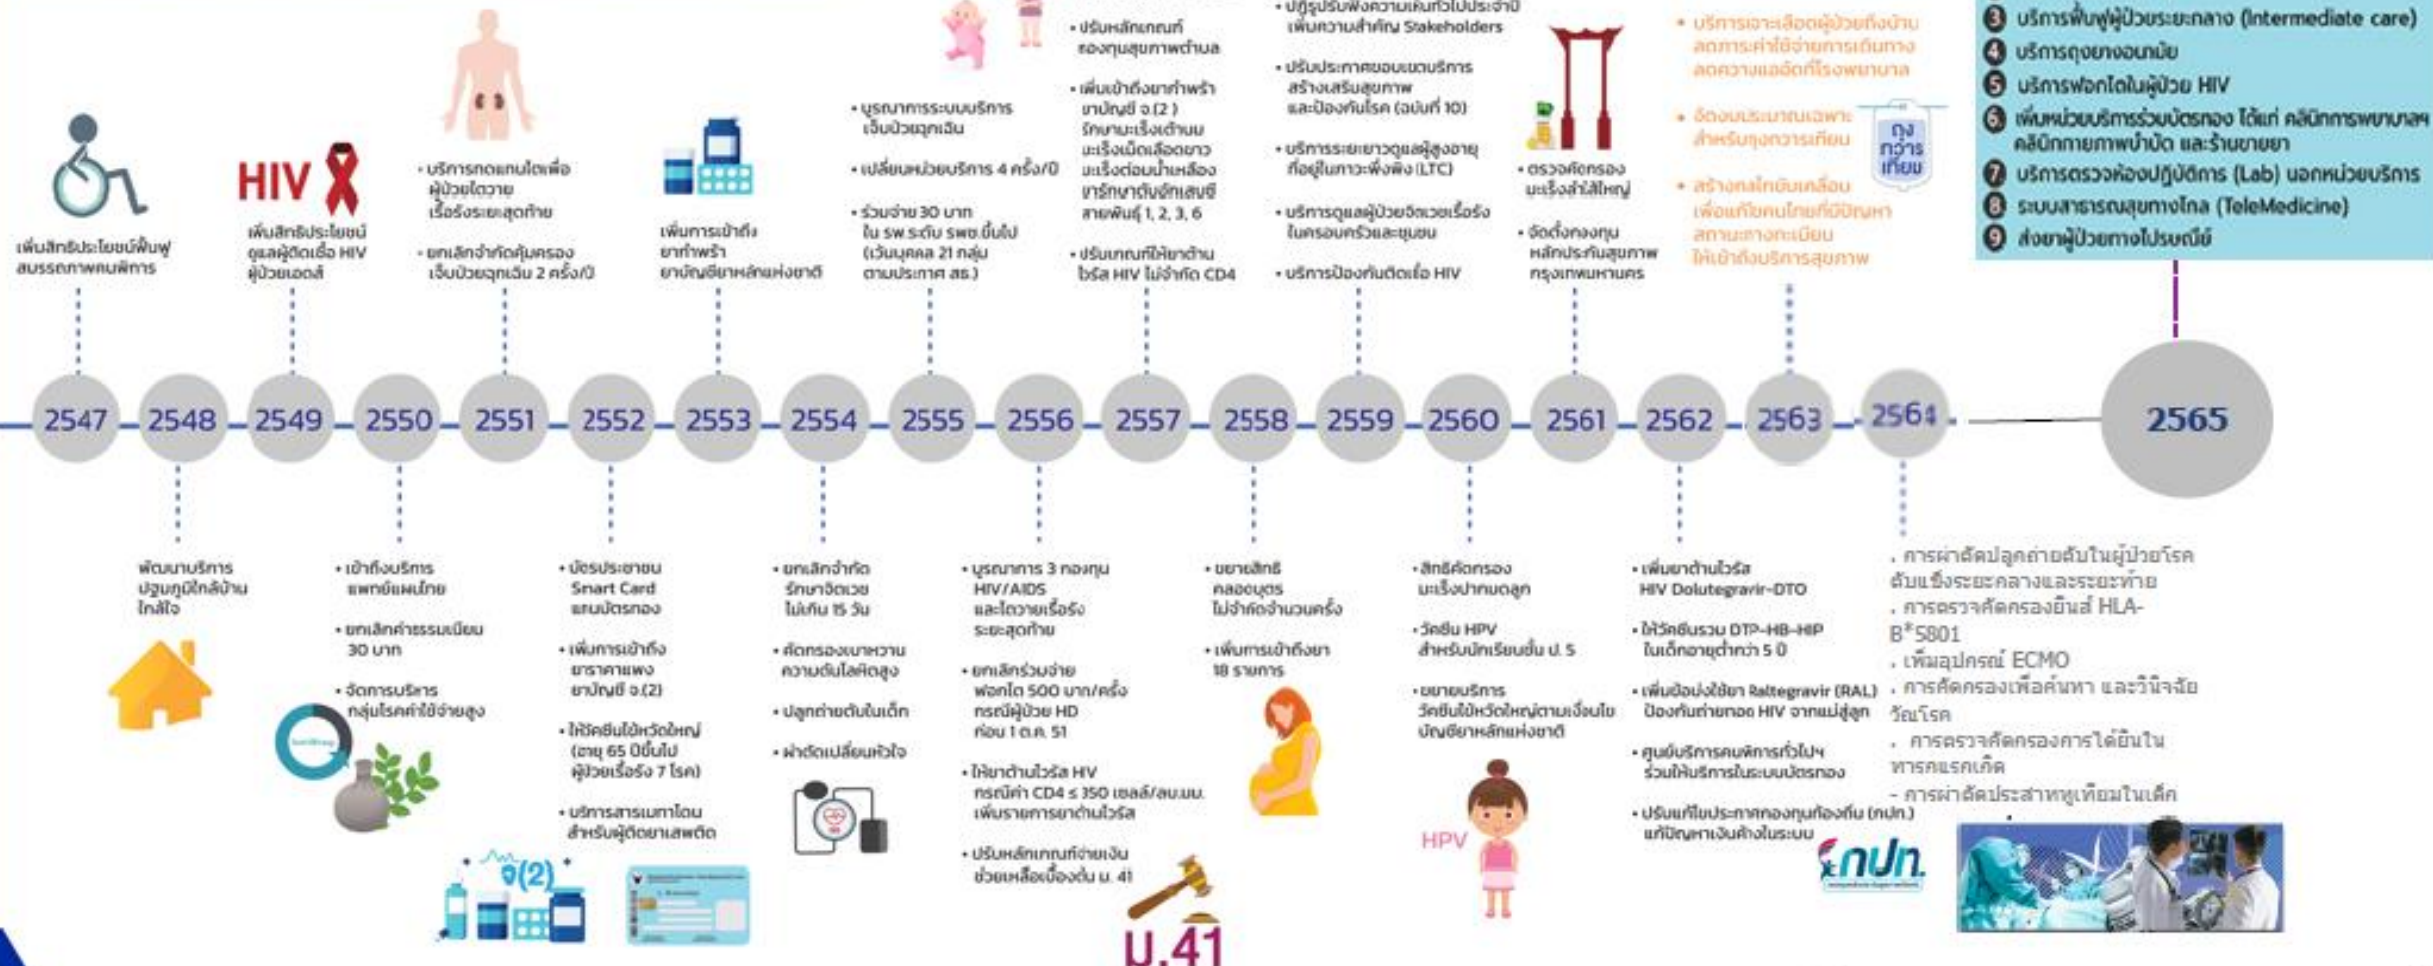 เพิ่มสิทธิประโยชน์ฟื้นฟู
สมรรถภาพคนพิการ
HIV
เพิ่มสิทธิประโยชน์
ดูแลผู้ติดเชื้อ HIV
ผู้ป่วยเอดส์
• บริการทดแทนไตเพื่อ
ผู้ป่วยไตวาย
เรื้อรังระยะสุดท้าย
• ยกเลิกจำกัดคุ้มครอง
เจ็บป่วยฉุกเฉิน 2 ครั้ง/ปี
เพิ่มการเข้าถึง
ยากำพร้า
ยาบัญชียาหลักแห่งชาติ
• บูรณาการระบบบริการ
เจ็บป่วยฉุกเฉิน
• เปลี่ยนหน่วยบริการ 4 ครั้ง/ปี
• ร่วมจ่าย 30 บาท
ใน รพ.ระดับ รพช.ขึ้นไป
(เว้นบุคคล 21 กลุ่ม
ตามประกาศ สธ.)
• ปรับหลักเกณฑ์
กองทุนสุขภาพตำบล
• เพิ่มเข้าถึงยากำพร้า
ยาบัญชี จ.(2 )
รักษามะเร็งเต้านม
มะเร็งเม็ดเลือดขาว
มะเร็งต่อมน้ำเหลือง
ยารักษาตับอักเสบซี
สายพันธุ์ 1, 2, 3, 6
• ปรับเกณฑ์ให้ยาต้าน
ไวรัส HIV ไม่จำกัด CD4
• ปฏิรูปรับฟังความเห็นทั่วไปประจำปี
เพิ่มความสำคัญ Stakeholders
• ปรับประกาศขอบเขตบริการ
สร้างเสริมสุขภาพ
และป้องกันโรค (ฉบับที่ 10)
• บริการระยะยาวดูแลผู้สูงอายุ
ที่อยู่ในภาวะพึ่งพิง (LTC)
• บริการดูแลผู้ป่วยจิตเวชเรื้อรัง
ในครอบครัวและชุมชน
• บริการป้องกันติดเชื้อ HIV
• ตรวจคัดกรอง
มะเร็งลำไส้ใหญ่
• จัดตั้งกองทุน
หลักประกันสุขภาพ
กรุงเทพมหานคร
• บริการเจาะเลือดผู้ป่วยถึงบ้าน
ลดภาระค่าใช้จ่ายการเดินทาง
ลดความแออัดที่โรงพยาบาล
• จัดงบประมาณเฉพาะ
สำหรับถุงทวารเทียม
• สร้างกลไกขับเคลื่อน
เพื่อแก้ไขคนไทยที่มีปัญหา
สถานะทางทะเบียน
ให้เข้าถึงบริการสุขภาพ
ถุง
ทวาร
เทียม
3 บริการฟื้นฟูผู้ป่วยระยะกลาง (Intermediate care)
4 บริการถุงยางอนามัย
5 บริการฟอกไตในผู้ป่วย HIV
6 เพิ่มหน่วยบริการร่วมบัตรทอง ได้แก่ คลินิกการพยาบาลฯ
คลินิกกายภาพบำบัด และร้านขายยา
7 บริการตรวจห้องปฏิบัติการ (Lab) นอกหน่วยบริการ
8 ระบบสาธารณสุขทางไกล (TeleMedicine)
9 ส่งยาผู้ป่วยทางไปรษณีย์
2547 2548 2549 2550 2551 2552 2553 2554 2555 2556 2557 2558 2559 2560 2561 2562 2563 2564 2565
พัฒนาบริการ
ปฐมภูมิใกล้บ้าน
ใกล้ใจ
• เข้าถึงบริการ
แพทย์แผนไทย
• ยกเลิกค่าธรรมเนียม
30 บาท
• จัดการบริหาร
กลุ่มโรคค่าใช้จ่ายสูง
• บัตรประชาชน
Smart Card
แทนบัตรทอง
• เพิ่มการเข้าถึง
ยาราคาแพง
ยาบัญชี จ.(2)
• ให้วัคซีนไข้หวัดใหญ่
(อายุ 65 ปีขึ้นไป
ผู้ป่วยเรื้อรัง 7 โรค)
• บริการสารเมทาโดน
สำหรับผู้ติดยาเสพติด
จ(2)
• ยกเลิกจำกัด
รักษาจิตเวช
ไม่เกิน 15 วัน
• คัดกรองเบาหวาน
ความดันโลหิตสูง
• ปลูกถ่ายตับในเด็ก
• ผ่าตัดเปลี่ยนหัวใจ
• บูรณาการ 3 กองทุน
HIV/AIDS
และไตวายเรื้อรัง
ระยะสุดท้าย
• ยกเลิกร่วมจ่าย
ฟอกไต 500 บาท/ครั้ง
กรณีผู้ป่วย HD
ก่อน 1 ต.ค. 51
• ให้ยาต้านไวรัส HIV
กรณีค่า CD4 ≤ 350 เซลล์/ลบ.มม.
เพิ่มรายการยาต้านไวรัส
• ปรับหลักเกณฑ์จ่ายเงิน
ช่วยเหลือเบื้องต้น ม. 41
ม.41
• ขยายสิทธิ
คลอดบุตร
ไม่จำกัดจำนวนครั้ง
• เพิ่มการเข้าถึงยา
18 รายการ
• สิทธิคัดกรอง
มะเร็งปากมดลูก
• วัคซีน HPV
สำหรับนักเรียนชั้น ป. 5
• ขยายบริการ
วัคซีนไข้หวัดใหญ่ตามเงื่อนไข
บัญชียาหลักแห่งชาติ
HPV
• เพิ่มยาต้านไวรัส
HIV Dolutegravir-DTO
• ให้วัคซีนรวม DTP-HB-HIP
ในเด็กอายุต่ำกว่า 5 ปี
• เพิ่มข้อบ่งใช้ยา Raltegravir (RAL)
ป้องกันถ่ายทอด HIV จากแม่สู่ลูก
• ศูนย์บริการคนพิการทั่วไปฯ
ร่วมให้บริการในระบบบัตรทอง
• ปรับแก้ไขประกาศกองทุนท้องถิ่น (กปท.)
แก้ปัญหาเงินค้างในระบบ
กปท.
. การผ่าตัดปลูกถ่ายตับในผู้ป่วยโรค
ตับแข็งระยะกลางและระยะท้าย
. การตรวจคัดกรองยีนส์ HLA-
B*5801
. เพิ่มอุปกรณ์ ECMO
. การคัดกรองเพื่อค้นหา และวินิจฉัย
วัณโรค
. การตรวจคัดกรองการได้ยินใน
ทารกแรกเกิด
- การผ่าตัดประสาทหูเทียมในเด็ก